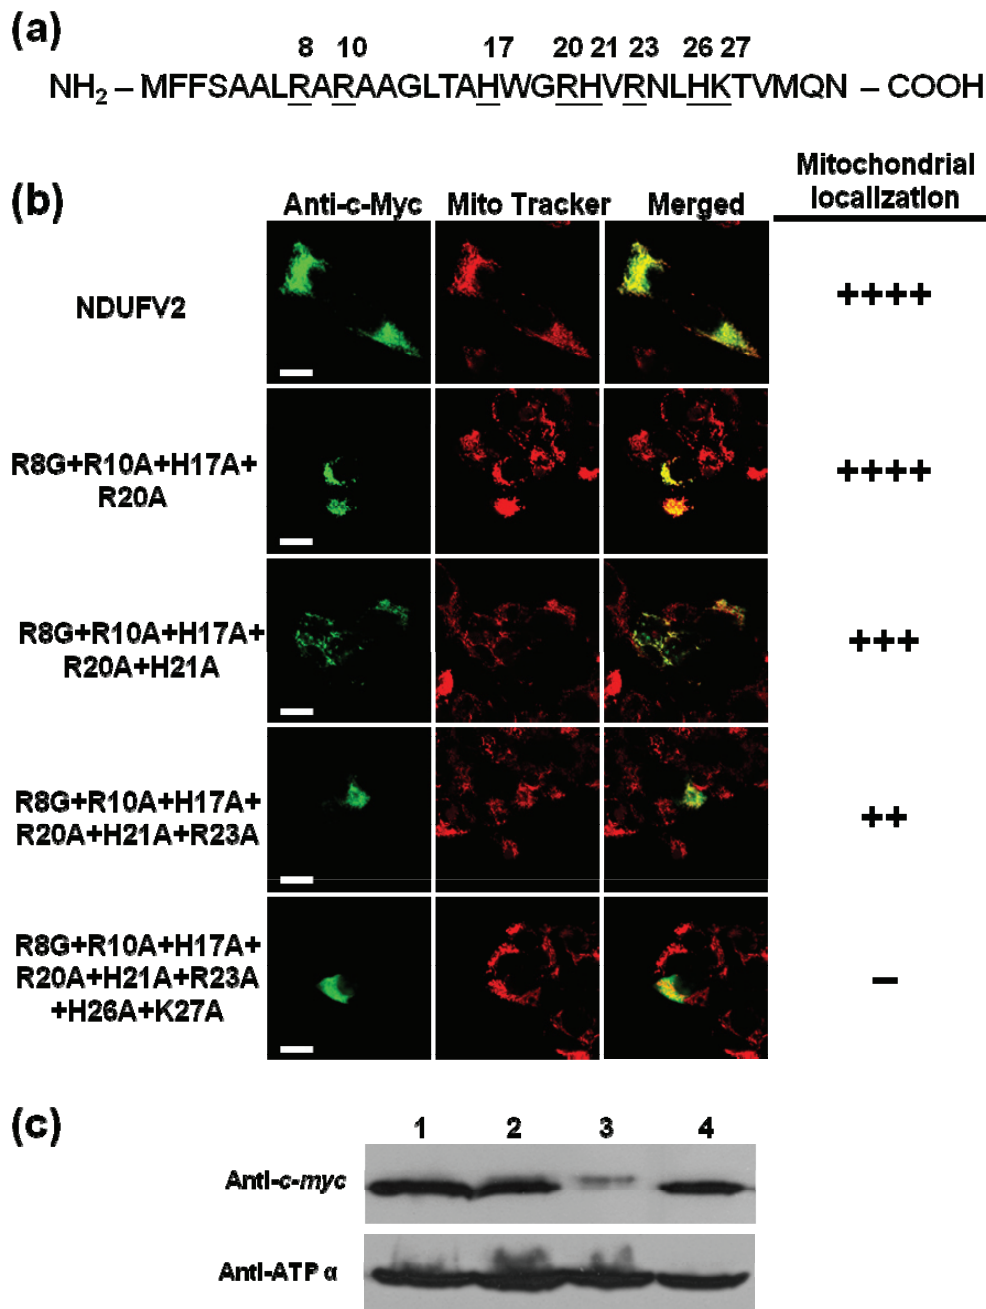 (a)
8 10 17 20 21 23 26 27
NH2 – MFFSAALRARAAGLTAHWGRHVRNLHKTVMQN – COOH
(b)
Anti-c-Myc Mito Tracker Merged
Mitochondrial
localization
NDUFV2
++++
R8G+R10A+H17A+
R20A
++++
R8G+R10A+H17A+
R20A+H21A
+++
R8G+R10A+H17A+
R20A+H21A+R23A
++
R8G+R10A+H17A+
R20A+H21A+R23A
+H26A+K27A
–
(c)
1 2 3 4
Anti-c-myc
Anti-ATP α